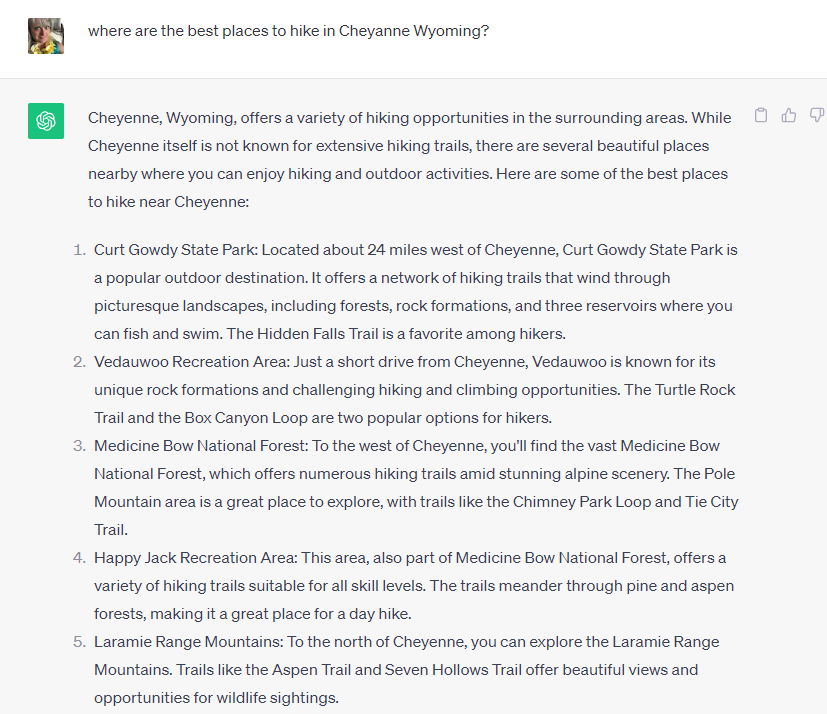 where are the best places to hike in Cheyanne Wyoming?
Cheyenne, Wyoming, offers a variety of hiking opportunities in the surrounding areas. While
Cheyenne itself is not known for extensive hiking trails, there are several beautiful places
nearby where you can enjoy hiking and outdoor activities. Here are some of the best places
to hike near Cheyenne:
1. Curt Gowdy State Park: Located about 24 miles west of Cheyenne, Curt Gowdy State Park is
a popular outdoor destination. It offers a network of hiking trails that wind through
picturesque landscapes, including forests, rock formations, and three reservoirs where you
can fish and swim. The Hidden Falls Trail is a favorite among hikers.
2. Vedauwoo Recreation Area: Just a short drive from Cheyenne, Vedauwoo is known for its
unique rock formations and challenging hiking and climbing opportunities. The Turtle Rock
Trail and the Box Canyon Loop are two popular options for hikers.
3. Medicine Bow National Forest: To the west of Cheyenne, you'll find the vast Medicine Bow
National Forest, which offers numerous hiking trails amid stunning alpine scenery. The Pole
Mountain area is a great place to explore, with trails like the Chimney Park Loop and Tie City
Trail.
4. Happy Jack Recreation Area: This area, also part of Medicine Bow National Forest, offers a
variety of hiking trails suitable for all skill levels. The trails meander through pine and aspen
forests, making it a great place for a day hike.
5. Laramie Range Mountains: To the north of Cheyenne, you can explore the Laramie Range
Mountains. Trails like the Aspen Trail and Seven Hollows Trail offer beautiful views and
opportunities for wildlife sightings.